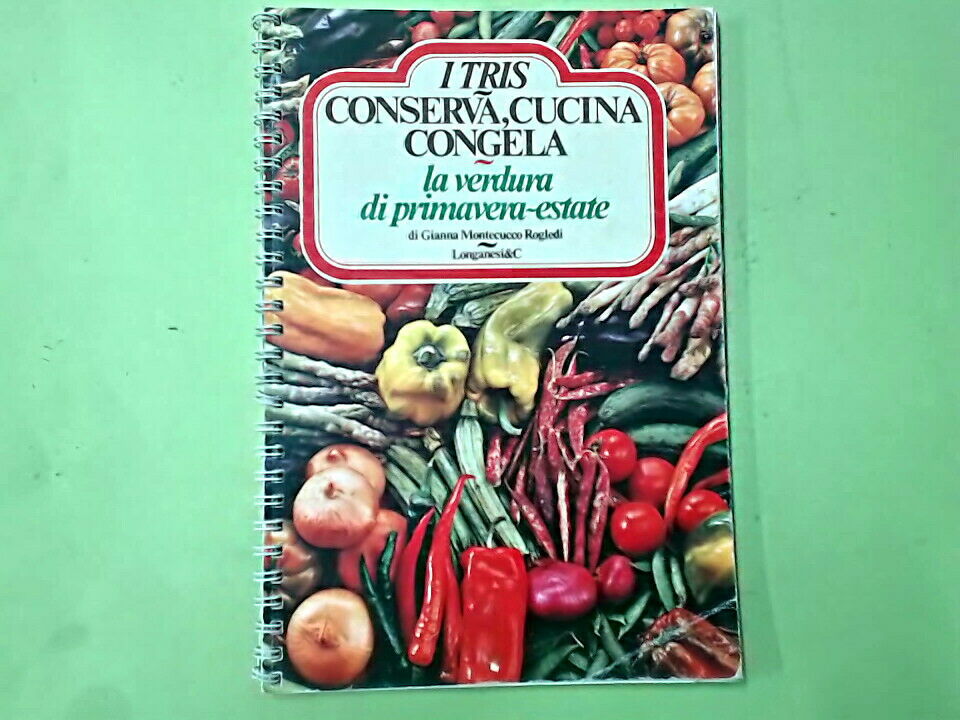 I TRIS
CONSERVA, CUCINA
CONGELA
la verdura
di primavera-estate
di Gianna Montecucco Rogledi
Longanesi&C